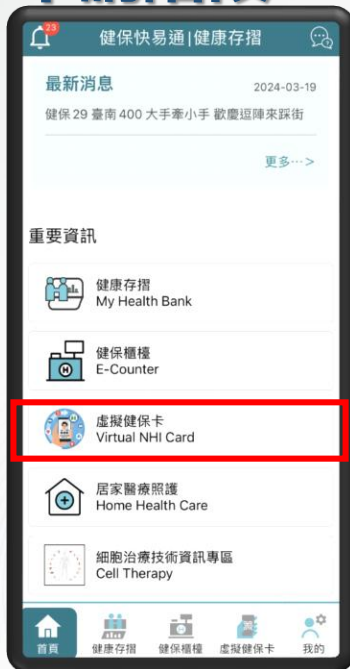 23
健保快易通|健康存摺
最新消息
2024-03-19
健保29 臺南400 大手牽小手 歡慶逗陣來踩街
更多…>
重要資訊
健康存摺
My Health Bank
健保櫃檯
E-Counter
虛擬健保卡
Virtual NHI Card
居家醫療照護
Home Health Care
細胞治療技術資訊專區
Cell Therapy
首頁 健康存摺 健保櫃檯 虛擬健保卡 我的